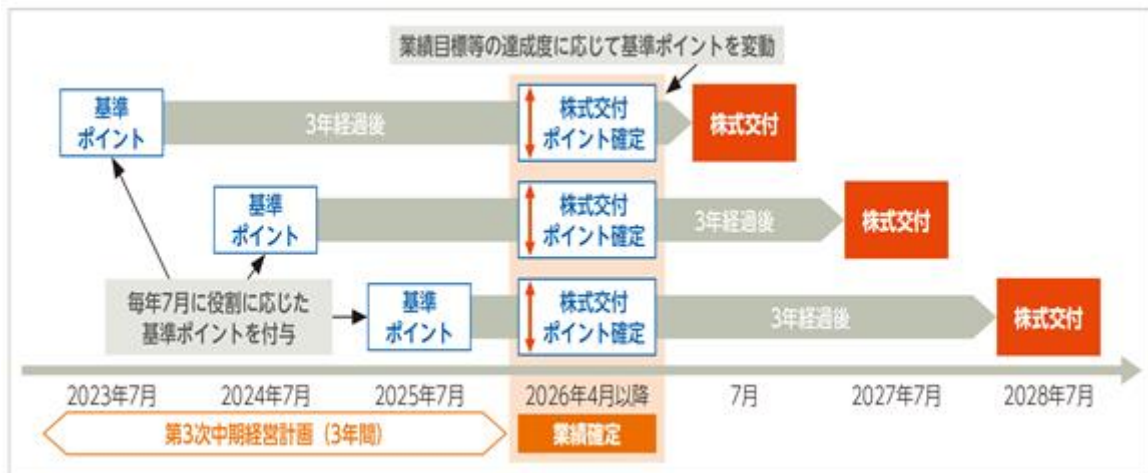 業績目標等の達成度に応じて基準ポイントを変動
基準
ポイント
3年経過後
株式交付
ポイント確定
株式交付
基準
ポイント
株式交付
ポイント確定
3年経過後
株式交付
毎年7月に役割に応じた
基準ポイントを付与
基準
ポイント
株式交付
ポイント確定
3年経過後
株式交付
2023年7月
2024年7月
2025年7月
2026年4月以降
7月
2027年7月
2028年7月
第3次中期経営計画（3年間）
業績確定